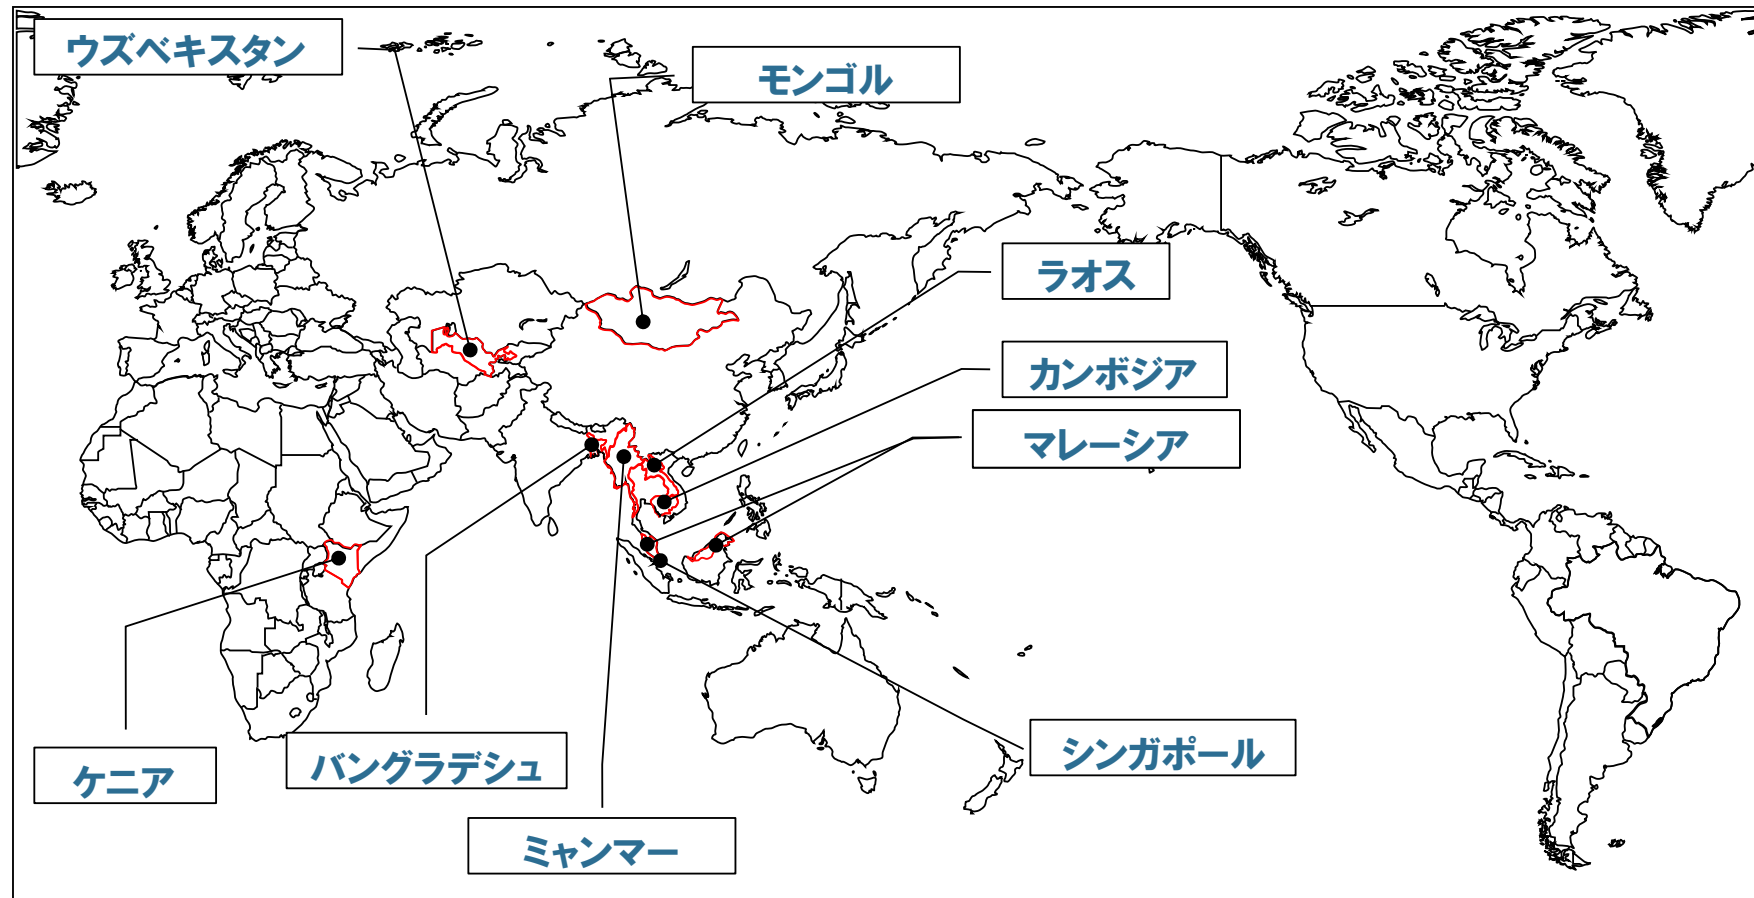 ウズベキスタン
モンゴル
ラオス
カンボジア
マレーシア
シンガポール
ケニア
バングラデシュ
ミャンマー